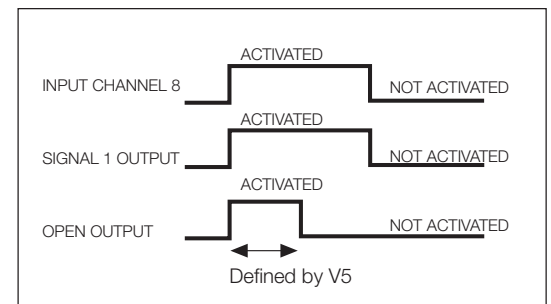 ACTIVATED
INPUT CHANNEL 8
NOT ACTIVATED
ACTIVATED
SIGNAL 1 OUTPUT
NOT ACTIVATED
ACTIVATED
OPEN OUTPUT
NOT ACTIVATED
Defined by V5